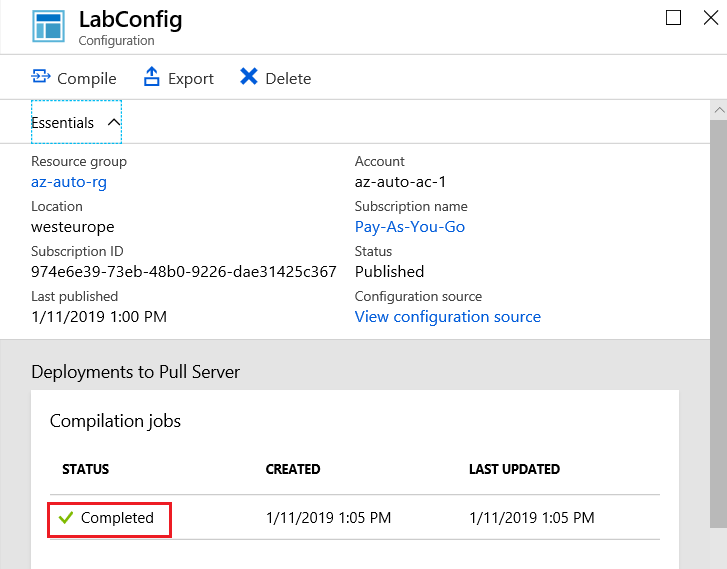 LabConfig
Configuration
Compile Export Delete
Essentials
Resource group Account
az-auto-rg az-auto-ac-1
Location Subscription name
westeurope Pay-As-You-Go
Subscription ID Status
974e6e39-73eb-48b0-9226-dae31425c367 Published
Last published Configuration source
1/11/2019 1:00 PM View configuration source
Deployments to Pull Server
Compilation jobs
STATUS CREATED LAST UPDATED
Completed 1/11/2019 1:05 PM 1/11/2019 1:05 PM